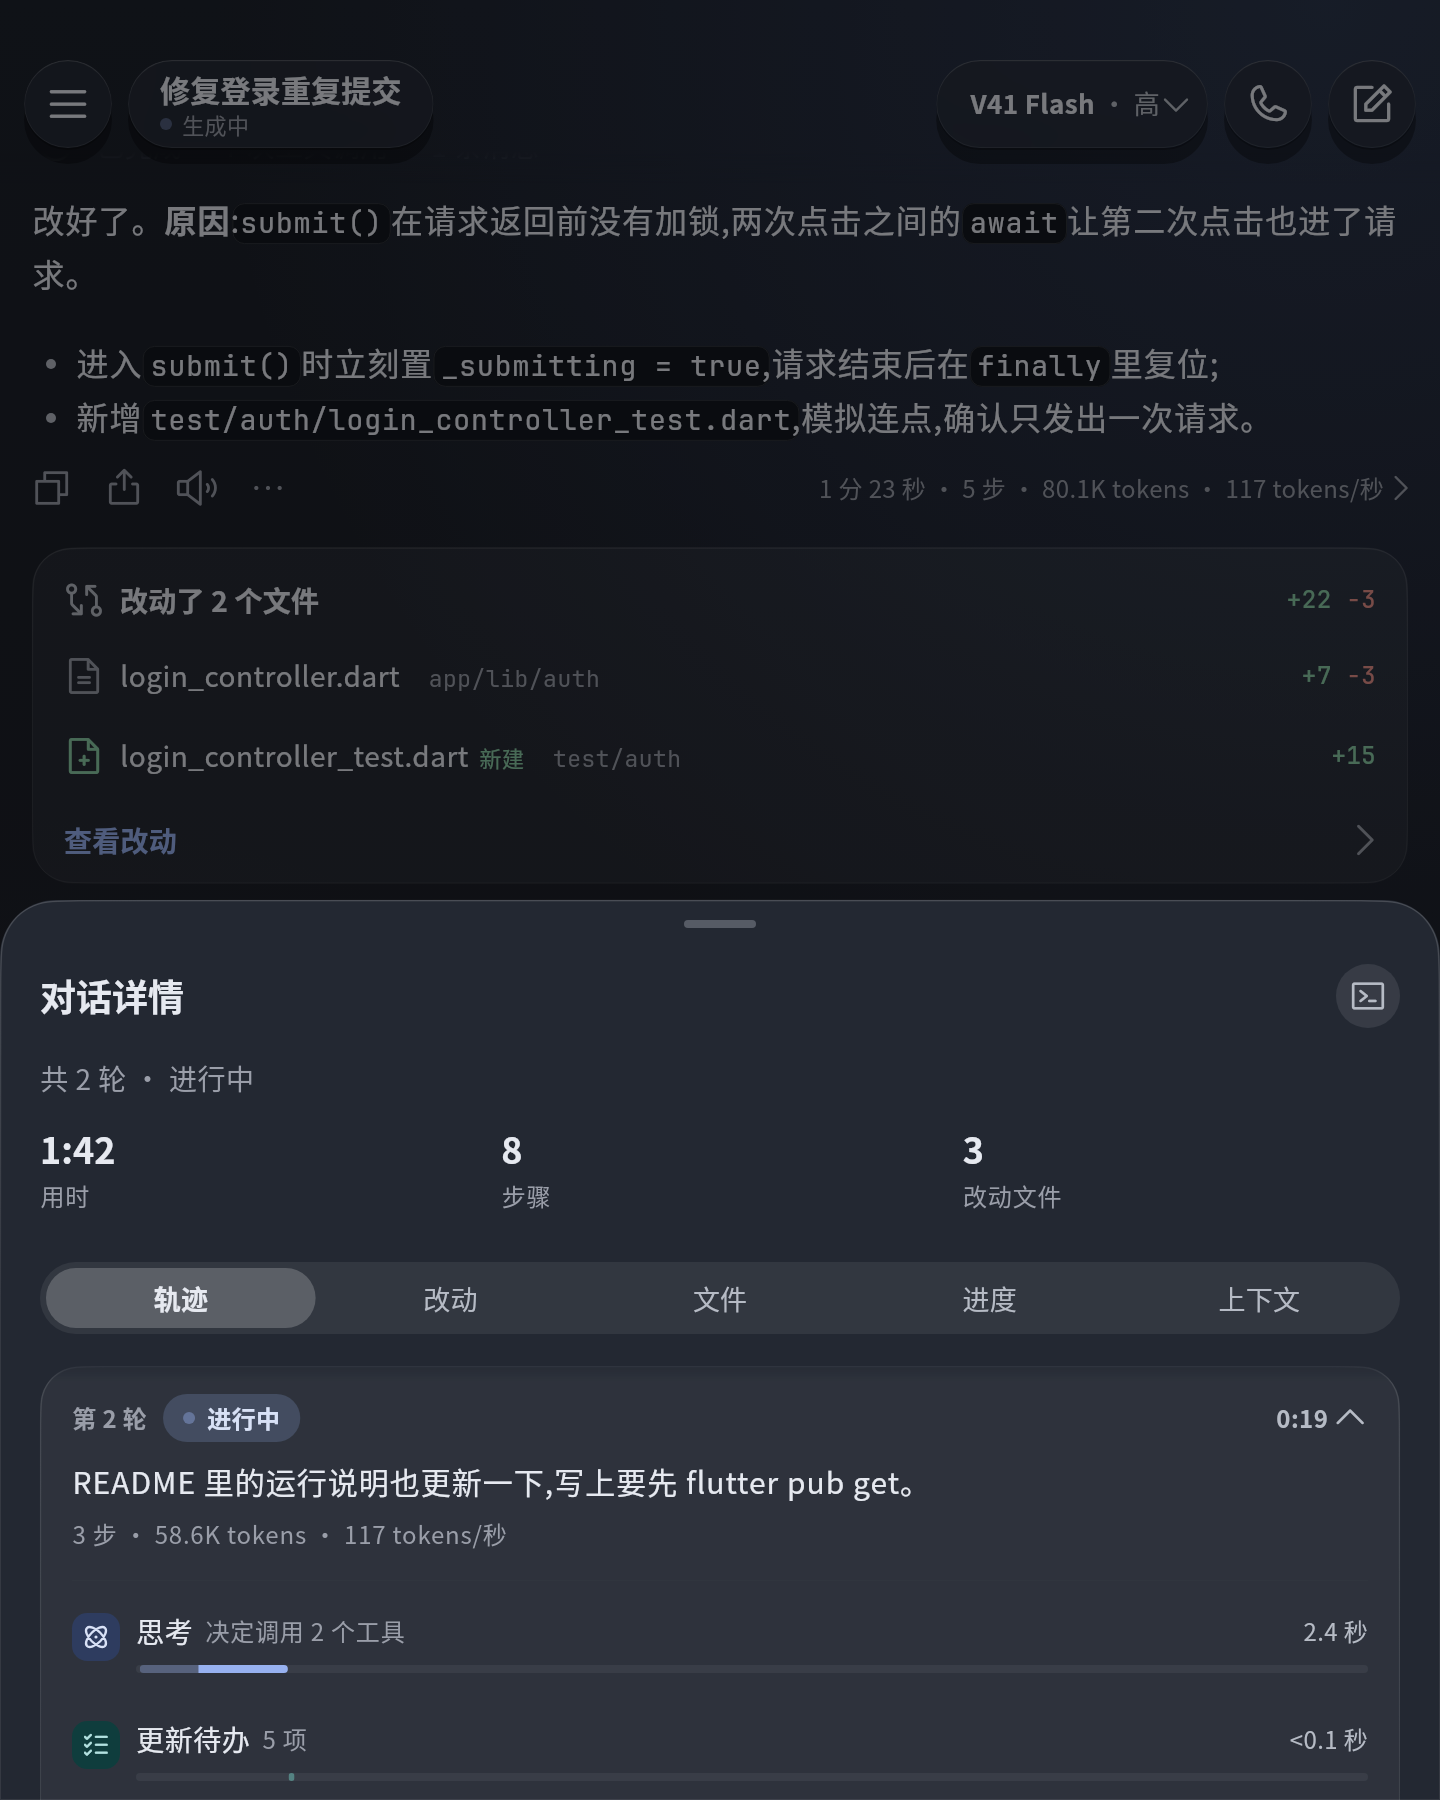 修复登录重复提交
生成中
V41 Flash · 高
改好了。原因:submit()在请求返回前没有加锁,两次点击之间的await让第二次点击也进了请
求。
• 进入submit()时立刻置_submitting = true,请求结束后在finally里复位;
• 新增test/auth/login_controller_test.dart,模拟连点,确认只发出一次请求。
1 分 23 秒 · 5 步 · 80.1K tokens · 117 tokens/秒
改动了 2 个文件 +22 -3
login_controller.dart app/lib/auth +7 -3
login_controller_test.dart 新建 test/auth +15
查看改动
对话详情
共 2 轮 · 进行中
1:42 8 3
用时 步骤 改动文件
轨迹 改动 文件 进度 上下文
第 2 轮 进行中 0:19
README 里的运行说明也更新一下,写上要先 flutter pub get。
3 步 · 58.6K tokens · 117 tokens/秒
思考 决定调用 2 个工具 2.4 秒
更新待办 5 项 <0.1 秒